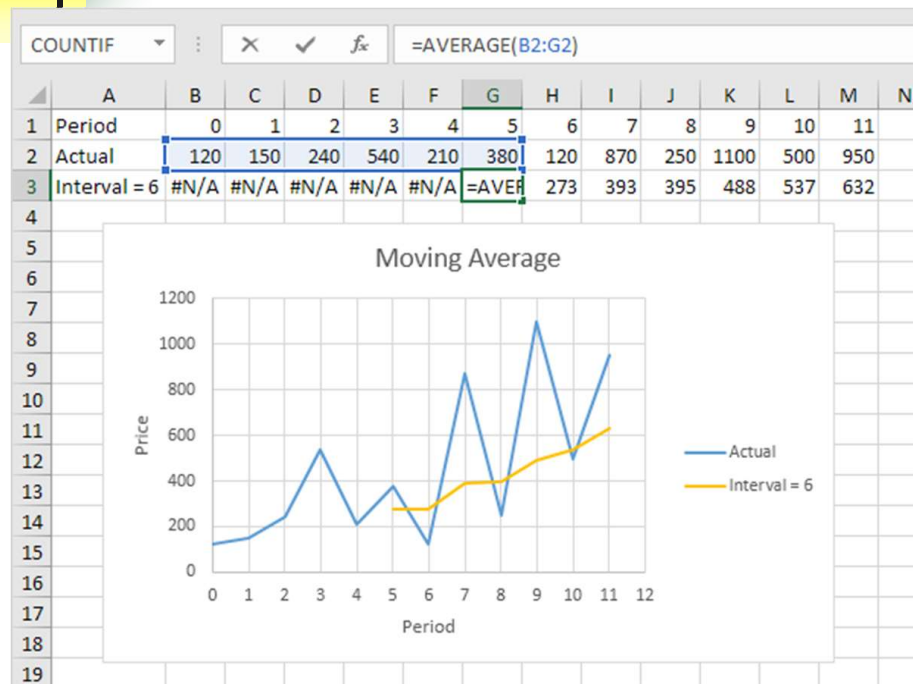 COUNTIF =AVERAGE(B2:G2)
A B C D E F G H I J K L M N
1 Period 0 1 2 3 4 5 6 7 8 9 10 11
2 Actual 120 150 240 540 210 380 120 870 250 1100 500 950
3 Interval = 6 #N/A #N/A #N/A #N/A #N/A =AVER 273 393 395 488 537 632
4
5
6
7
8
9
10
11
12
13
14
15
16
17
18
19
Moving Average
1200
1000
800
600
400
200
0
Price
0 1 2 3 4 5 6 7 8 9 10 11 12
Period
Actual
Interval = 6